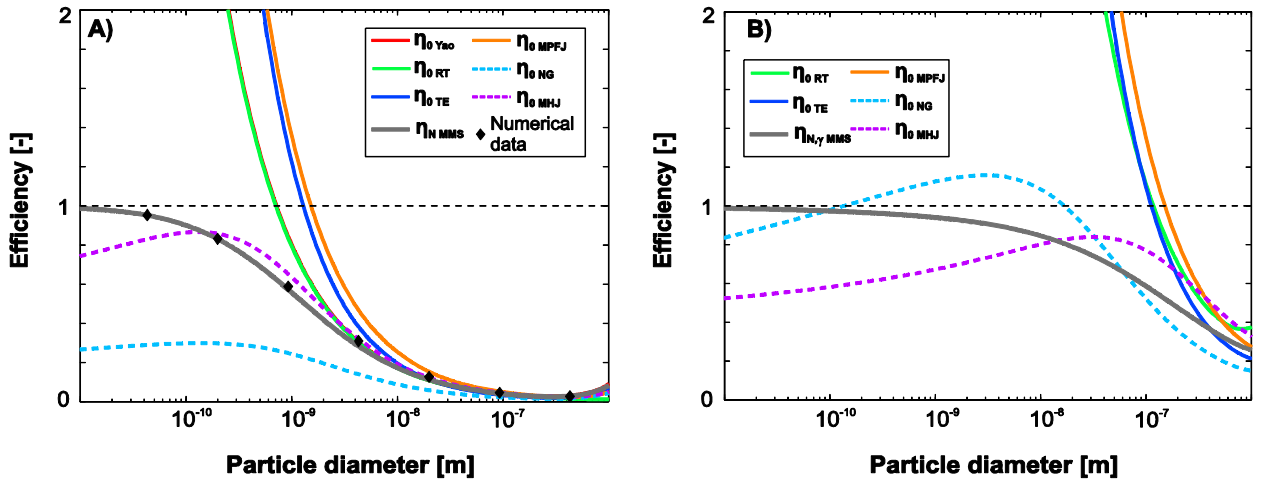 A)
2
1
0
Efficiency [-]
η0 Yao
η0 RT
η0 TE
ηN MMS
η0 MPFJ
η0 NG
η0 MHJ
Numerical
data
10-10
10-9
10-8
10-7
Particle diameter [m]
B)
2
1
0
Efficiency [-]
η0 RT
η0 TE
ηN,γ MMS
η0 MPFJ
η0 NG
η0 MHJ
10-10
10-9
10-8
10-7
Particle diameter [m]